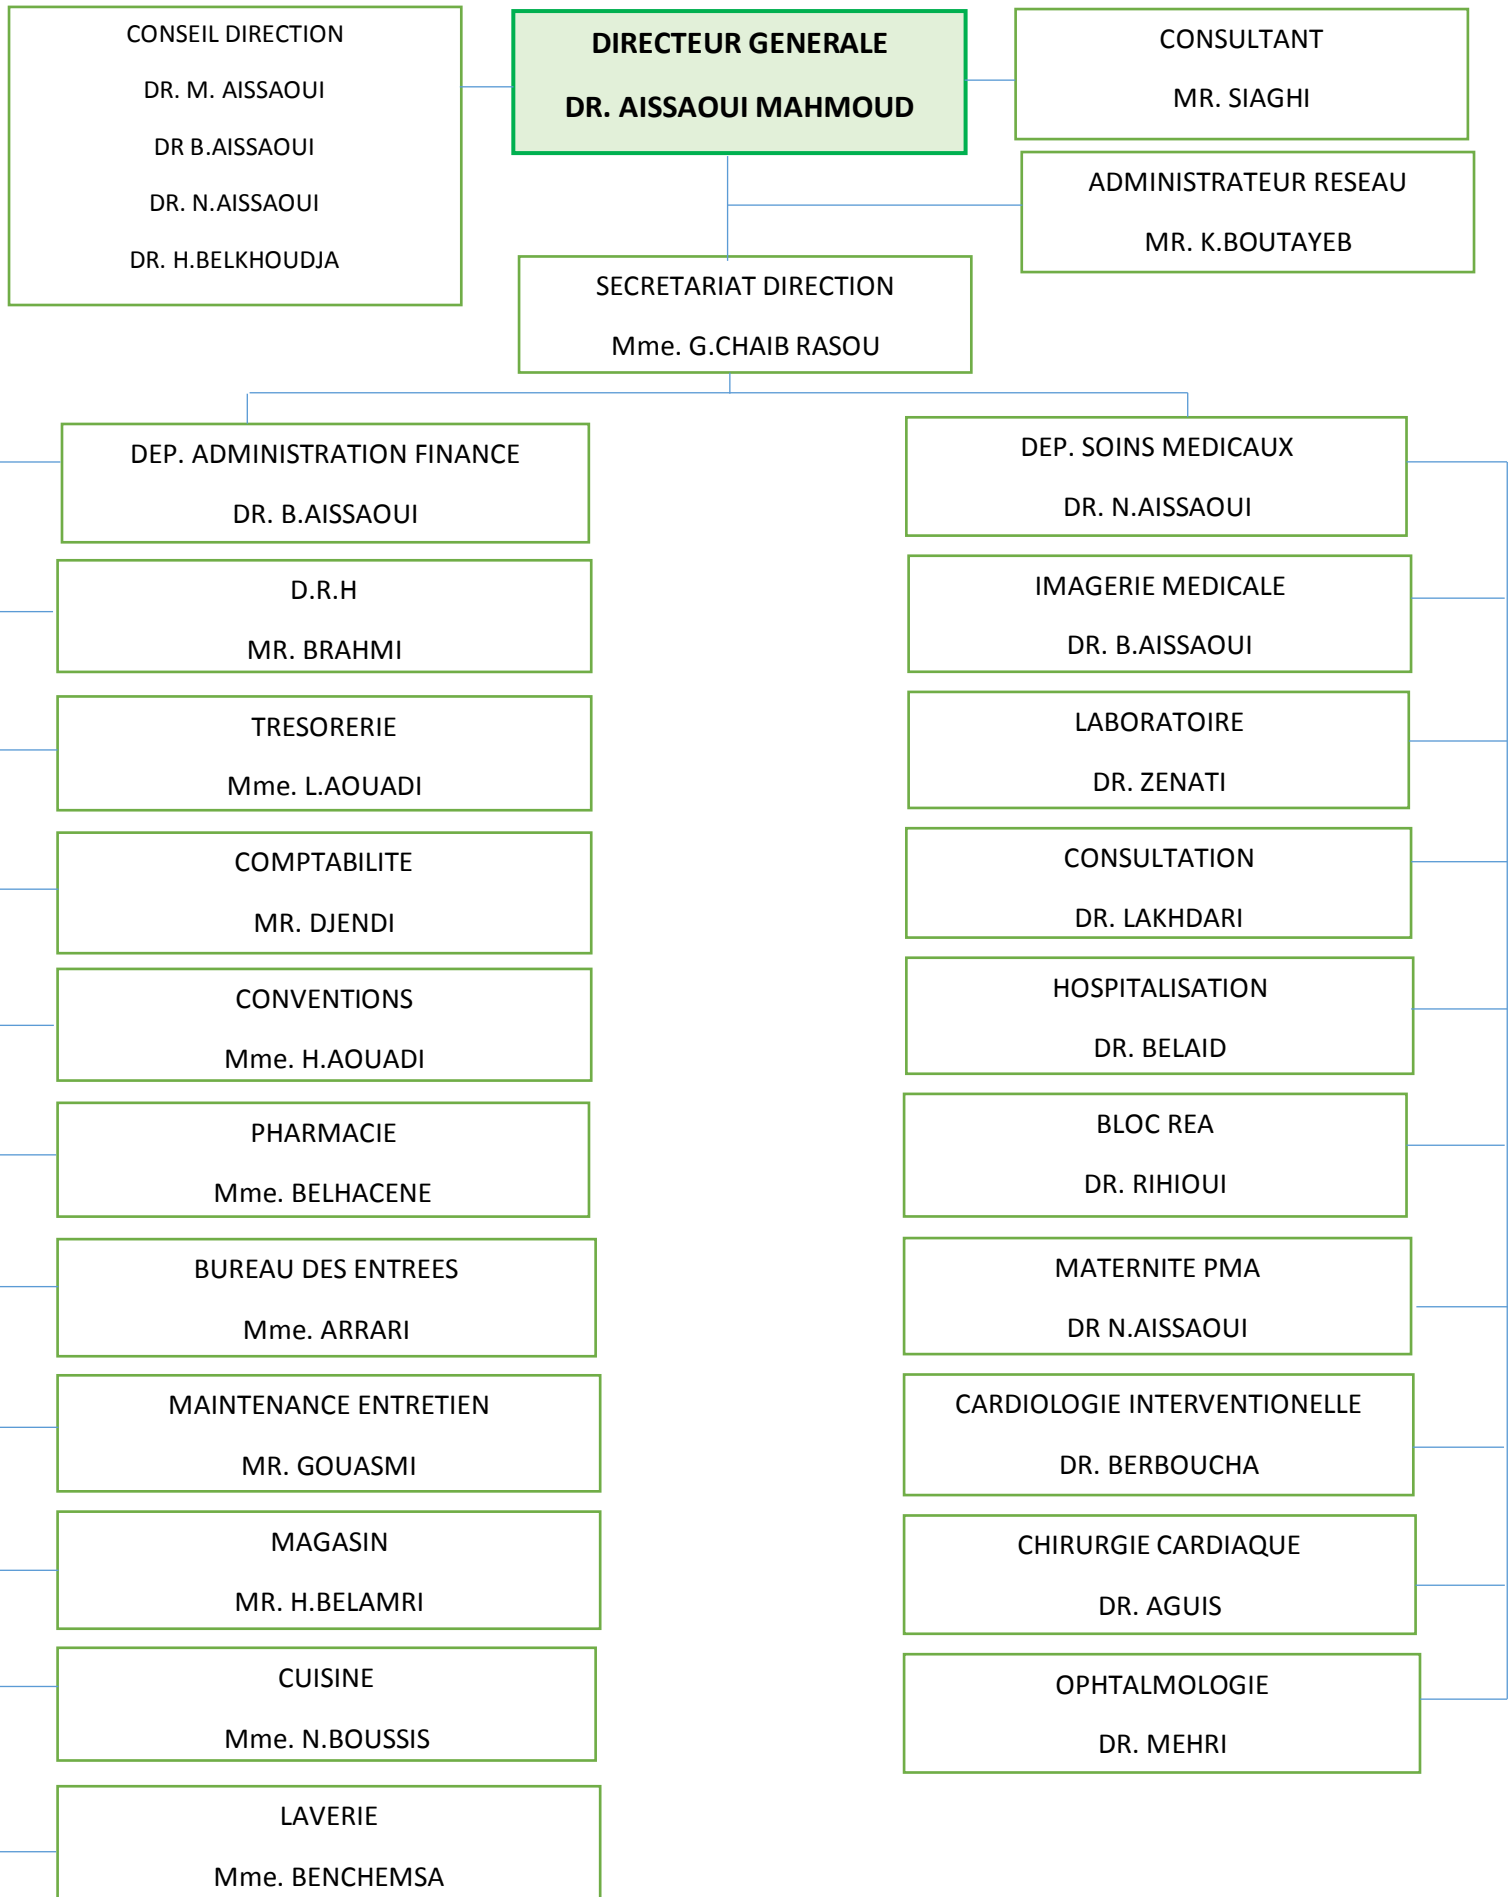 CONSEIL DIRECTION
DR. M. AISSAOUI
DR B.AISSAOUI
DR. N.AISSAOUI
DR. H.BELKHOUDJA
DIRECTEUR GENERALE
DR. AISSAOUI MAHMOUD
CONSULTANT
MR. SIAGHI
ADMINISTRATEUR RESEAU
MR. K.BOUTAYEB
SECRETARIAT DIRECTION
Mme. G.CHAIB RASOU
DEP. ADMINISTRATION FINANCE
DR. B.AISSAOUI
D.R.H
MR. BRAHMI
TRESORERIE
Mme. L.AOUADI
COMPTABILITE
MR. DJENDI
CONVENTIONS
Mme. H.AOUADI
PHARMACIE
Mme. BELHACENE
BUREAU DES ENTREES
Mme. ARRARI
MAINTENANCE ENTRETIEN
MR. GOUASMI
MAGASIN
MR. H.BELAMRI
CUISINE
Mme. N.BOUSSIS
LAVERIE
Mme. BENCHEMSA
DEP. SOINS MEDICAUX
DR. N.AISSAOUI
IMAGERIE MEDICALE
DR. B.AISSAOUI
LABORATOIRE
DR. ZENATI
CONSULTATION
DR. LAKHDARI
HOSPITALISATION
DR. BELAID
BLOC REA
DR. RIHIOUI
MATERNITE PMA
DR N.AISSAOUI
CARDIOLOGIE INTERVENTIONELLE
DR. BERBOUCHA
CHIRURGIE CARDIAQUE
DR. AGUIS
OPHTALMOLOGIE
DR. MEHRI